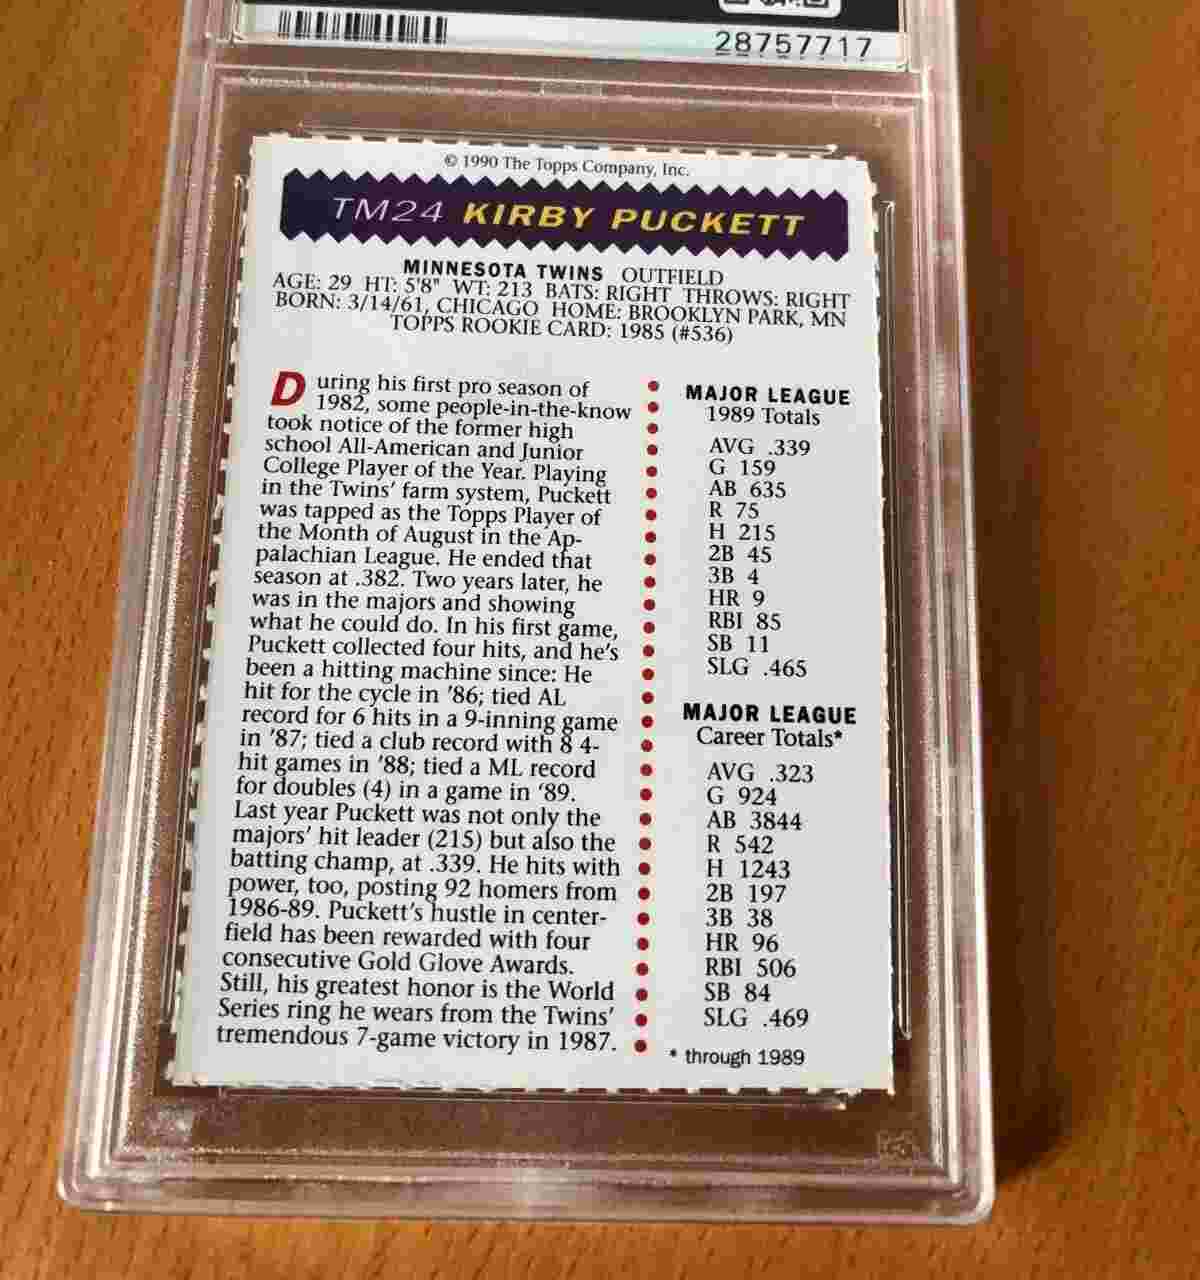 28757717
© 1990 The Topps Company, Inc.
TM24 KIRBY PUCKETT
MINNESOTA TWINS OUTFIELD
AGE: 29 HT: 5'8" WT: 213 BATS: RIGHT THROWS: RIGHT
BORN: 3/14/61, CHICAGO HOME: BROOKLYN PARK, MN
TOPPS ROOKIE CARD: 1985 (#536)
During his first pro season of
1982, some people-in-the-know
took notice of the former high
school All-American and Junior
College Player of the Year. Playing
in the Twins' farm system, Puckett
was tapped as the Topps Player of
the Month of August in the Ap-
palachian League. He ended that
season at .382. Two years later, he
was in the majors and showing
what he could do. In his first game,
Puckett collected four hits, and he's
been a hitting machine since: He
hit for the cycle in '86; tied AL
record for 6 hits in a 9-inning game
in '87; tied a club record with 8 4-
hit games in '88; tied a ML record
for doubles (4) in a game in '89.
Last year Puckett was not only the
majors' hit leader (215) but also the
batting champ, at .339. He hits with
power, too, posting 92 homers from
1986-89. Puckett's hustle in center-
field has been rewarded with four
consecutive Gold Glove Awards.
Still, his greatest honor is the World
Series ring he wears from the Twins'
tremendous 7-game victory in 1987.
MAJOR LEAGUE
1989 Totals
AVG .339
G 159
AB 635
R 75
H 215
2B 45
3B 4
HR 9
RBI 85
SB 11
SLG .465
MAJOR LEAGUE
Career Totals*
AVG .323
G 924
AB 3844
R 542
H 1243
2B 197
3B 38
HR 96
RBI 506
SB 84
SLG .469
* through 1989